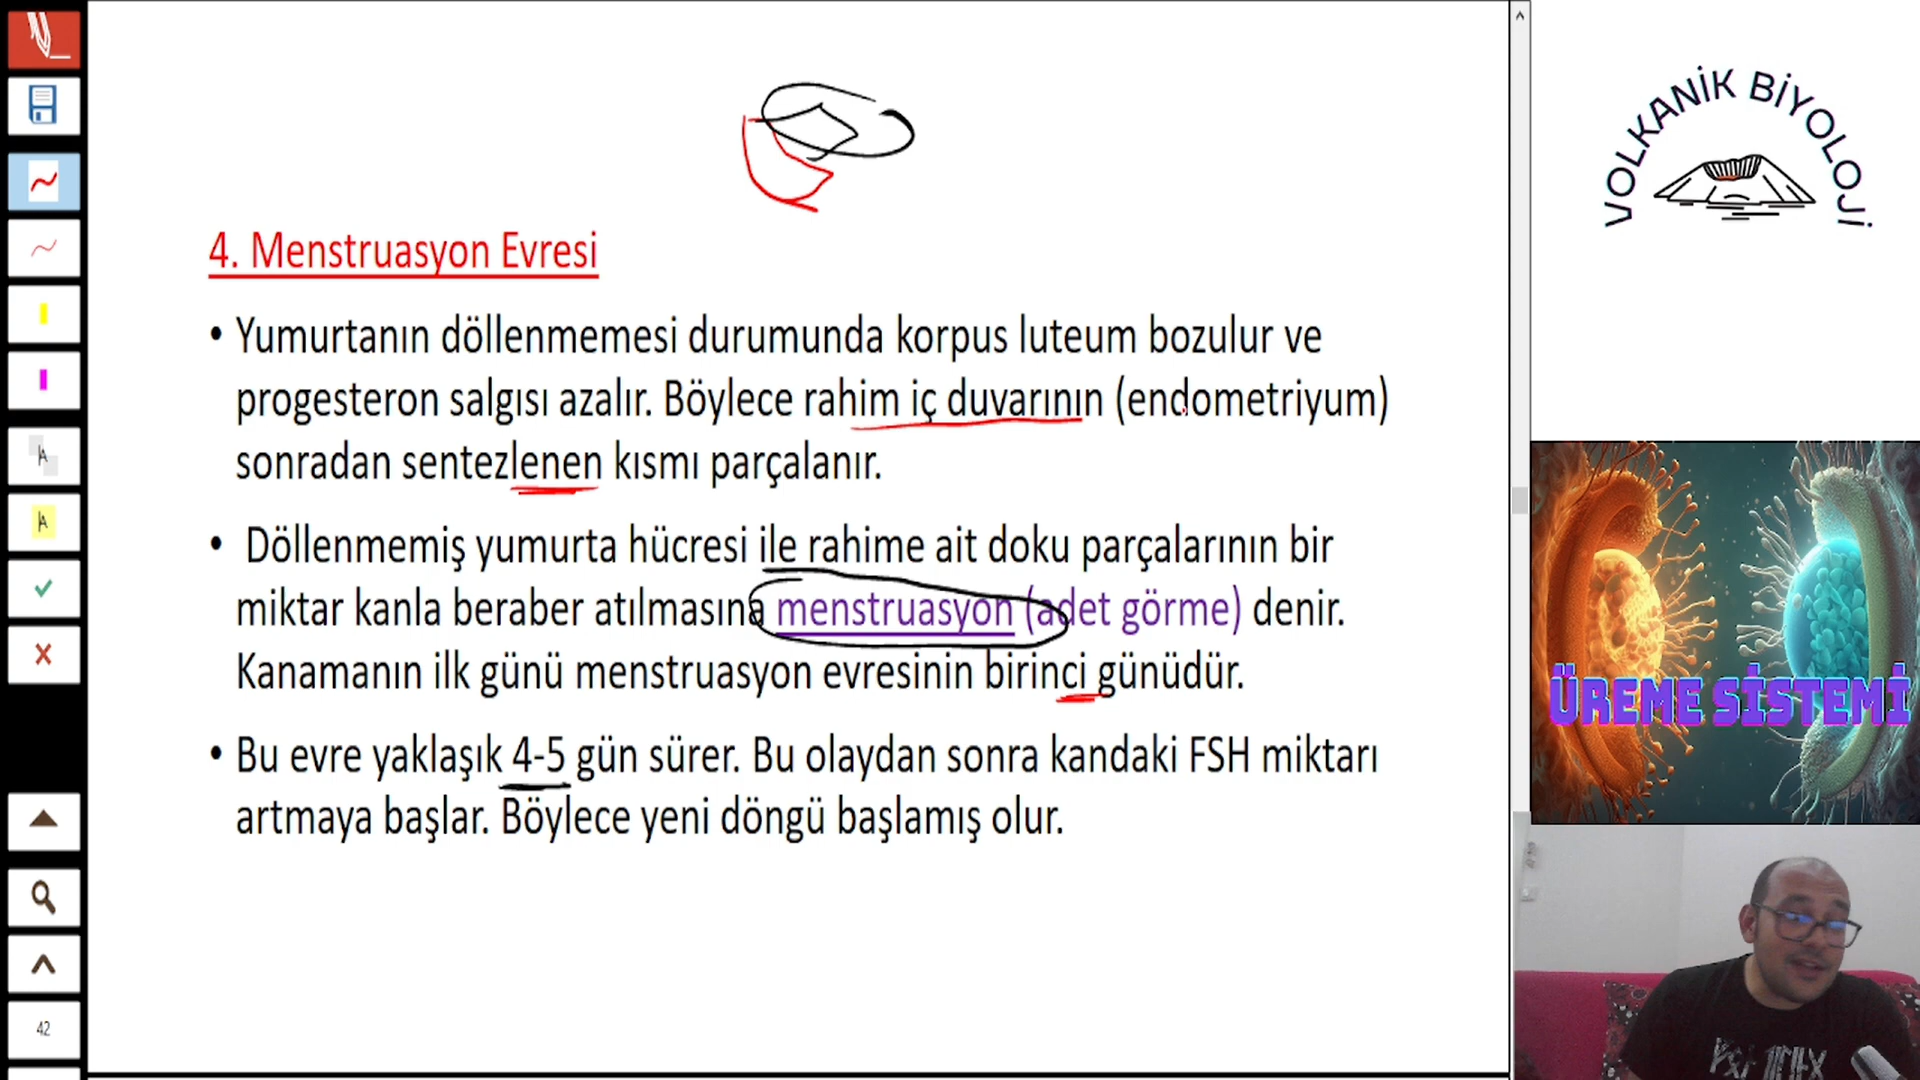 4. Menstruasyon Evresi
• Yumurtanın döllenmemesi durumunda korpus luteum bozulur ve
progesteron salgısı azalır. Böylece rahim iç duvarının (endometriyum)
sonradan sentezlenen kısmı parçalanır.
• Döllenmemiş yumurta hücresi ile rahime ait doku parçalarının bir
miktar kanla beraber atılmasına menstruasyon (adet görme) denir.
Kanamanın ilk günü menstruasyon evresinin birinci günüdür.
• Bu evre yaklaşık 4-5 gün sürer. Bu olaydan sonra kandaki FSH miktarı
artmaya başlar. Böylece yeni döngü başlamış olur.
VOLKANİK BİYOLOJİ
ÜREME SİSTEMİ
A
A
42